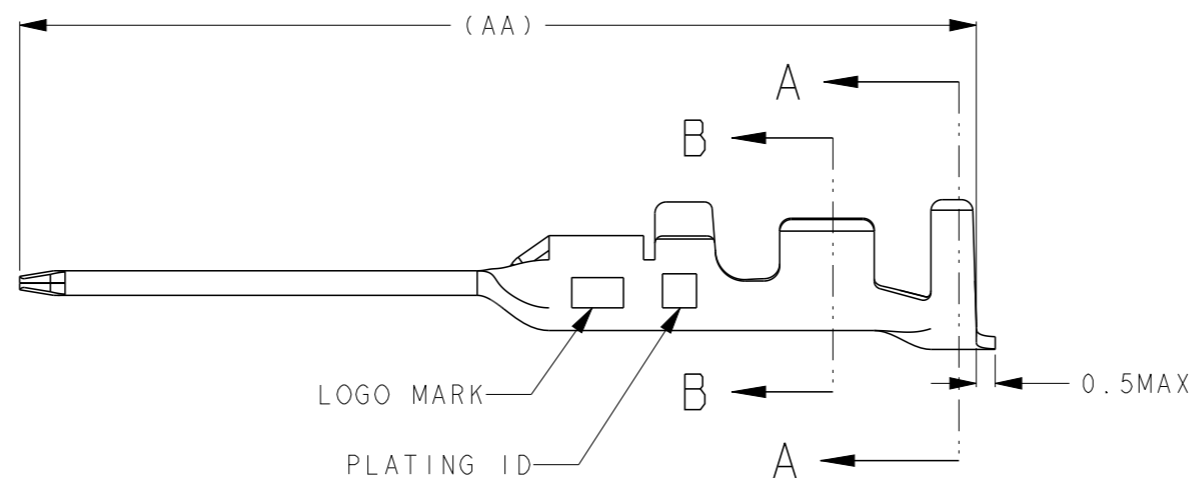 (AA)
A
B
LOGO MARK
B
0.5MAX
PLATING ID
A